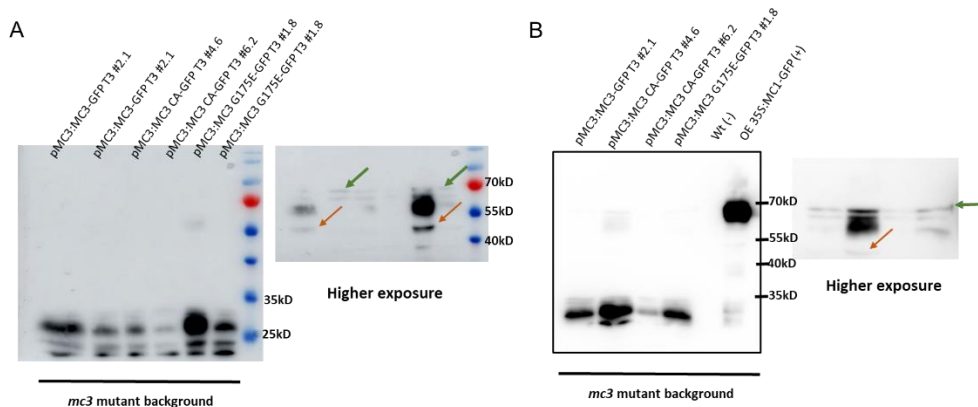 A
pMC3:MC3-GFP T3 #2.1
pMC3:MC3-GFP T3 #2.1
pMC3:MC3 CA-GFP T3 #4.6
pMC3:MC3 CA-GFP T3 #6.2
pMC3:MC3 G175E-GFP T3 #1.8
pMC3:MC3 G175E-GFP T3 #1.8
70kD
55kD
40kD
35kD
25kD
Higher exposure
mc3 mutant background
B
pMC3:MC3-GFP T3 #2.1
pMC3:MC3 CA-GFP T3 #4.6
pMC3:MC3 CA-GFP T3 #6.2
pMC3:MC3 G175E-GFP T3 #1.8
Wt (-)
OE 35S:MC1-GFP (+)
70kD
55kD
40kD
35kD
Higher exposure
mc3 mutant background